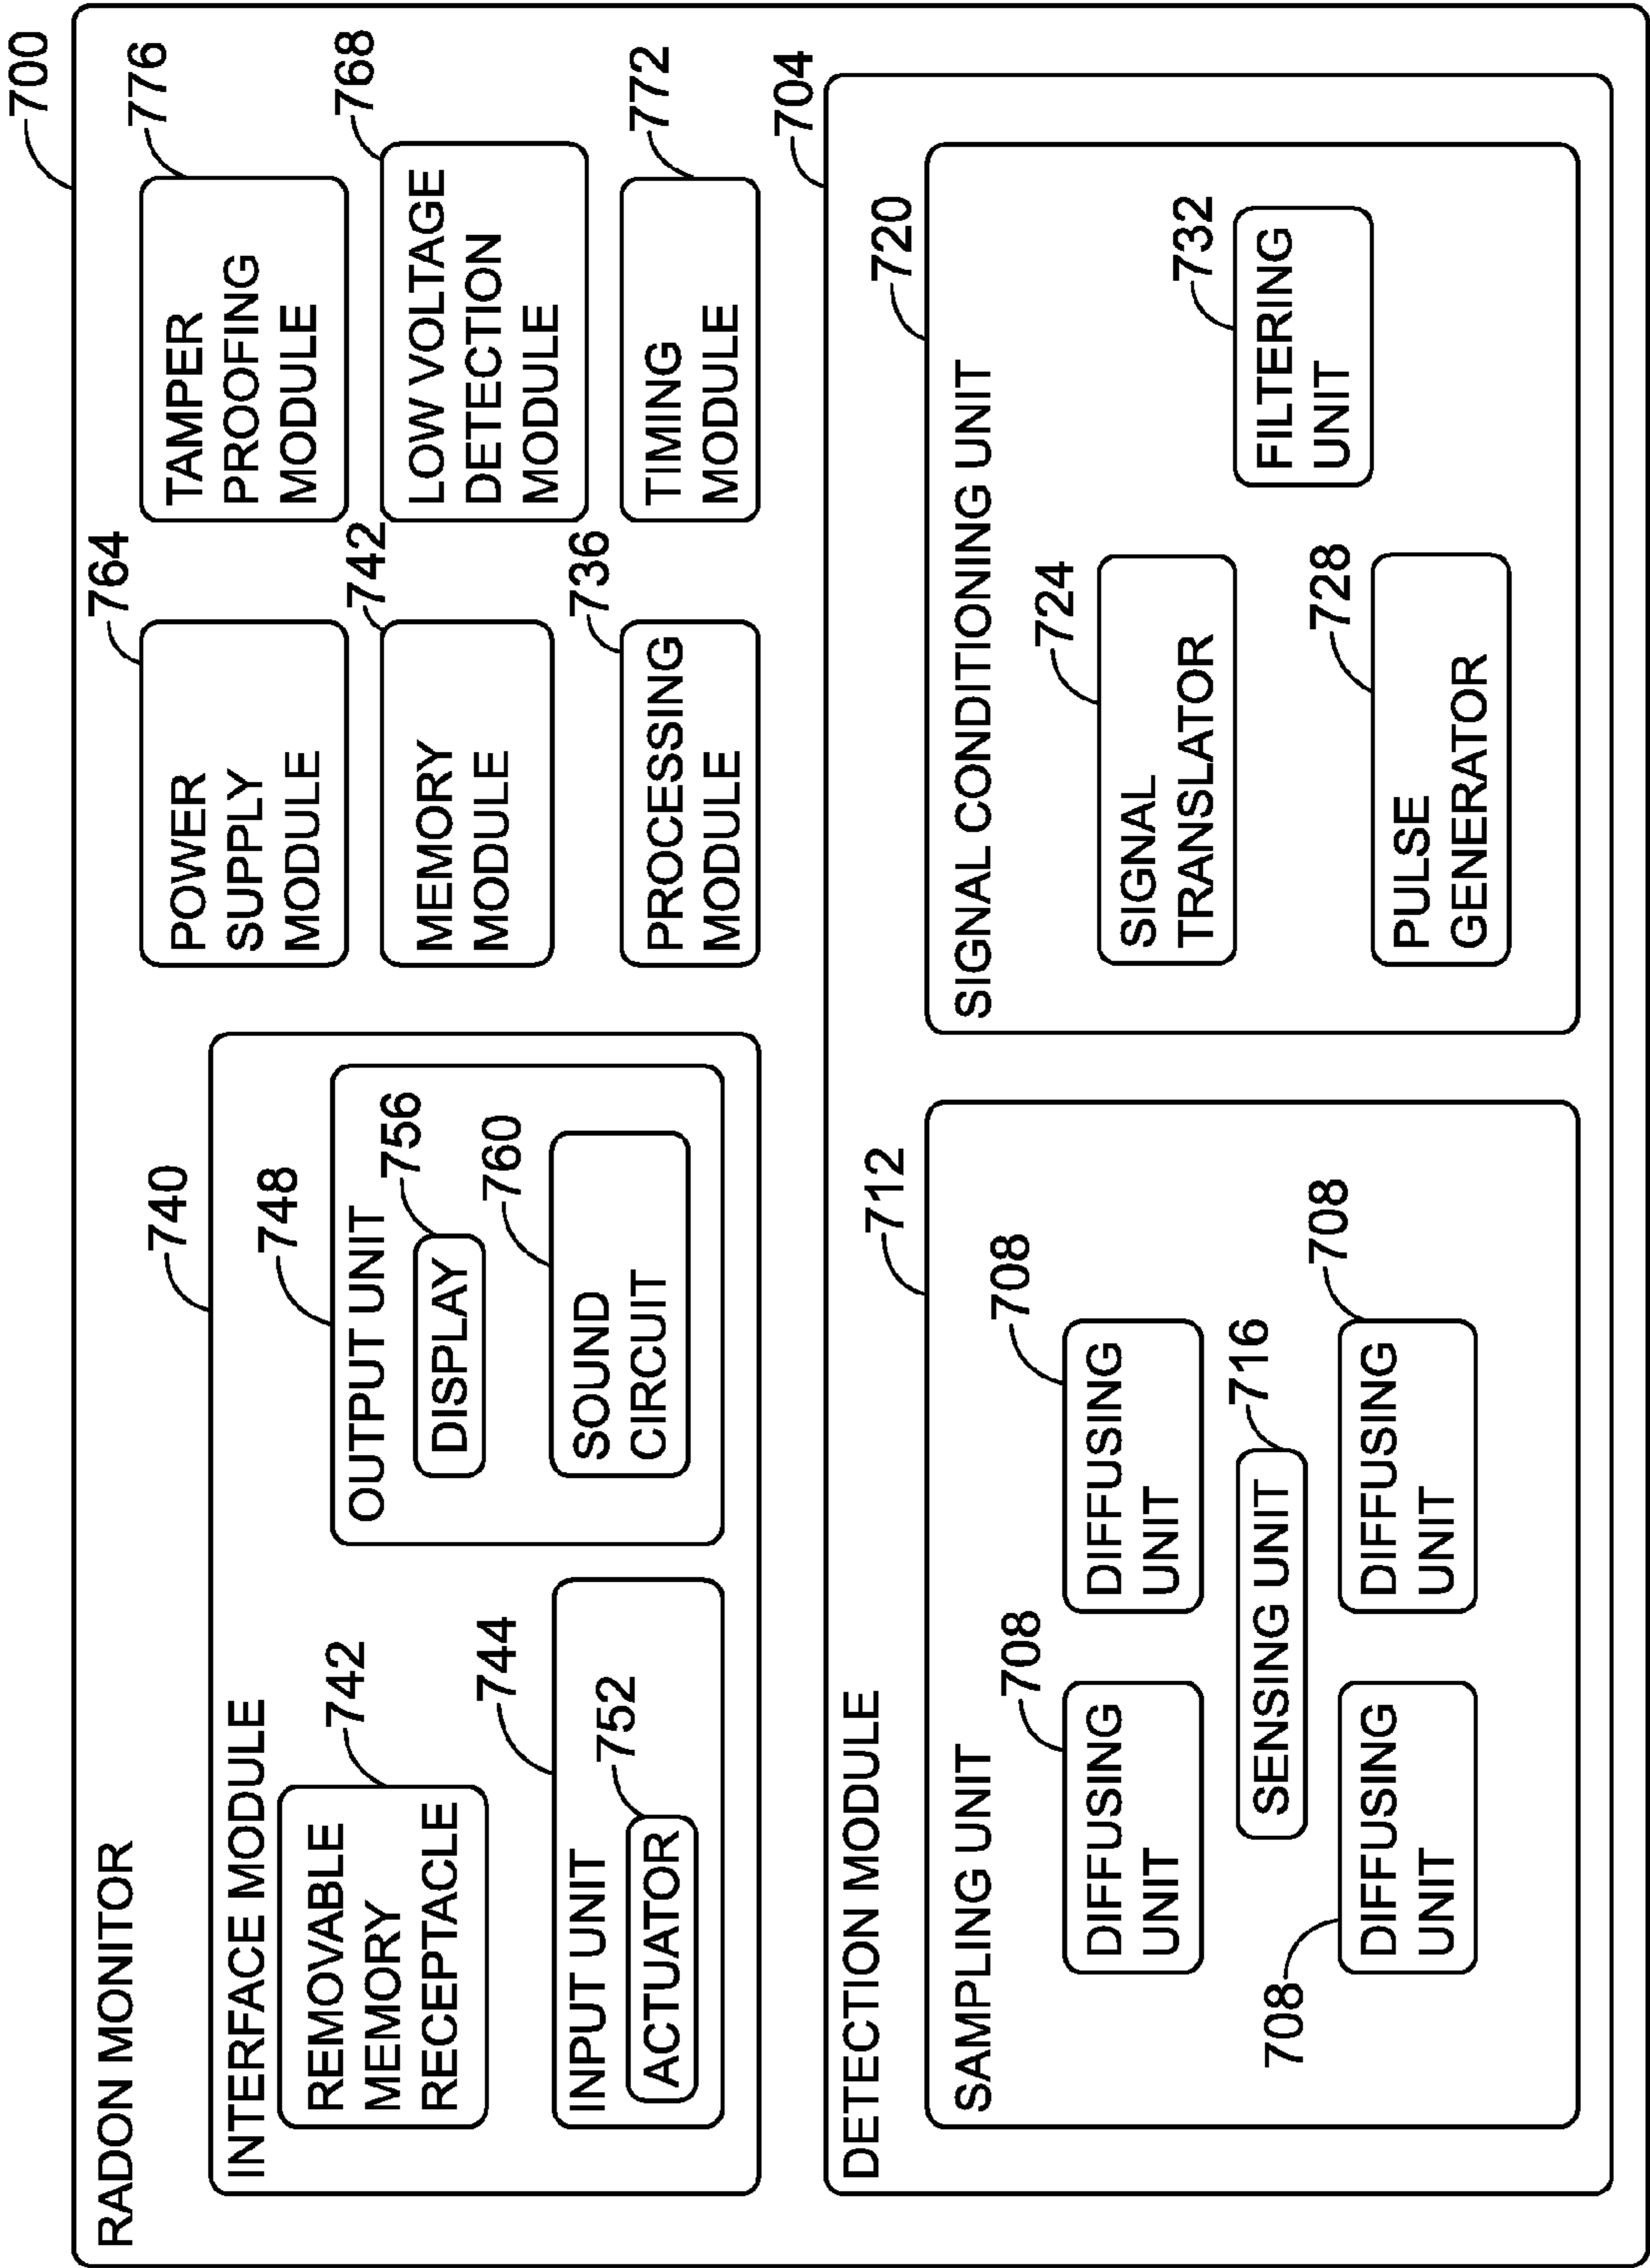 700
RADON MONITOR
740
INTERFACE MODULE
742
REMOVABLE
MEMORY
RECEPTACLE
744
INPUT UNIT
752
ACTUATOR
748
OUTPUT UNIT
756
DISPLAY
760
SOUND
CIRCUIT
764
POWER
SUPPLY
MODULE
776
TAMPER
PROOFING
MODULE
742
MEMORY
MODULE
768
LOW VOLTAGE
DETECTION
MODULE
736
PROCESSING
MODULE
772
TIMING
MODULE
704
DETECTION MODULE
712
SAMPLING UNIT
708
DIFFUSING
UNIT
708
DIFFUSING
UNIT
716
SENSING UNIT
708
DIFFUSING
UNIT
708
DIFFUSING
UNIT
720
SIGNAL CONDITIONING UNIT
724
SIGNAL
TRANSLATOR
732
FILTERING
UNIT
728
PULSE
GENERATOR